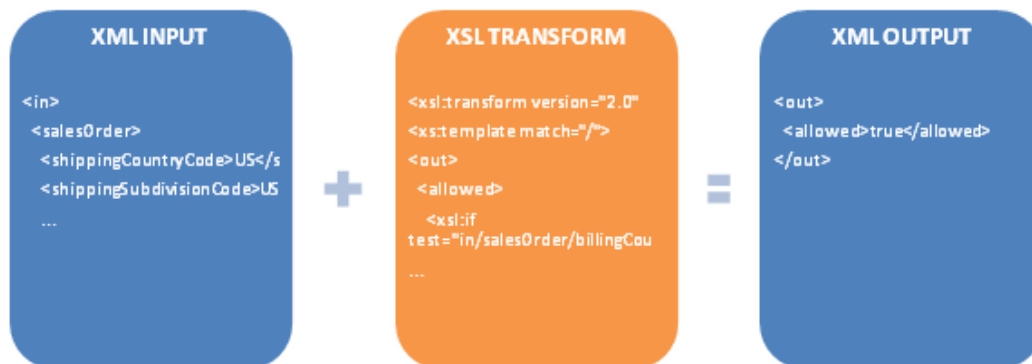 XML INPUT
<in>
<salesOrder>
<shippingCountryCode>US</s
<shippingSubdivisionCode>US
...
+
XSL TRANSFORM
<xsl:transform version="2.0"
<xs:template match="/">
<out>
<allowed>
<xsl:if
test="in/salesOrder/billingCou
...
=
XML OUTPUT
<out>
<allowed>true</allowed>
</out>